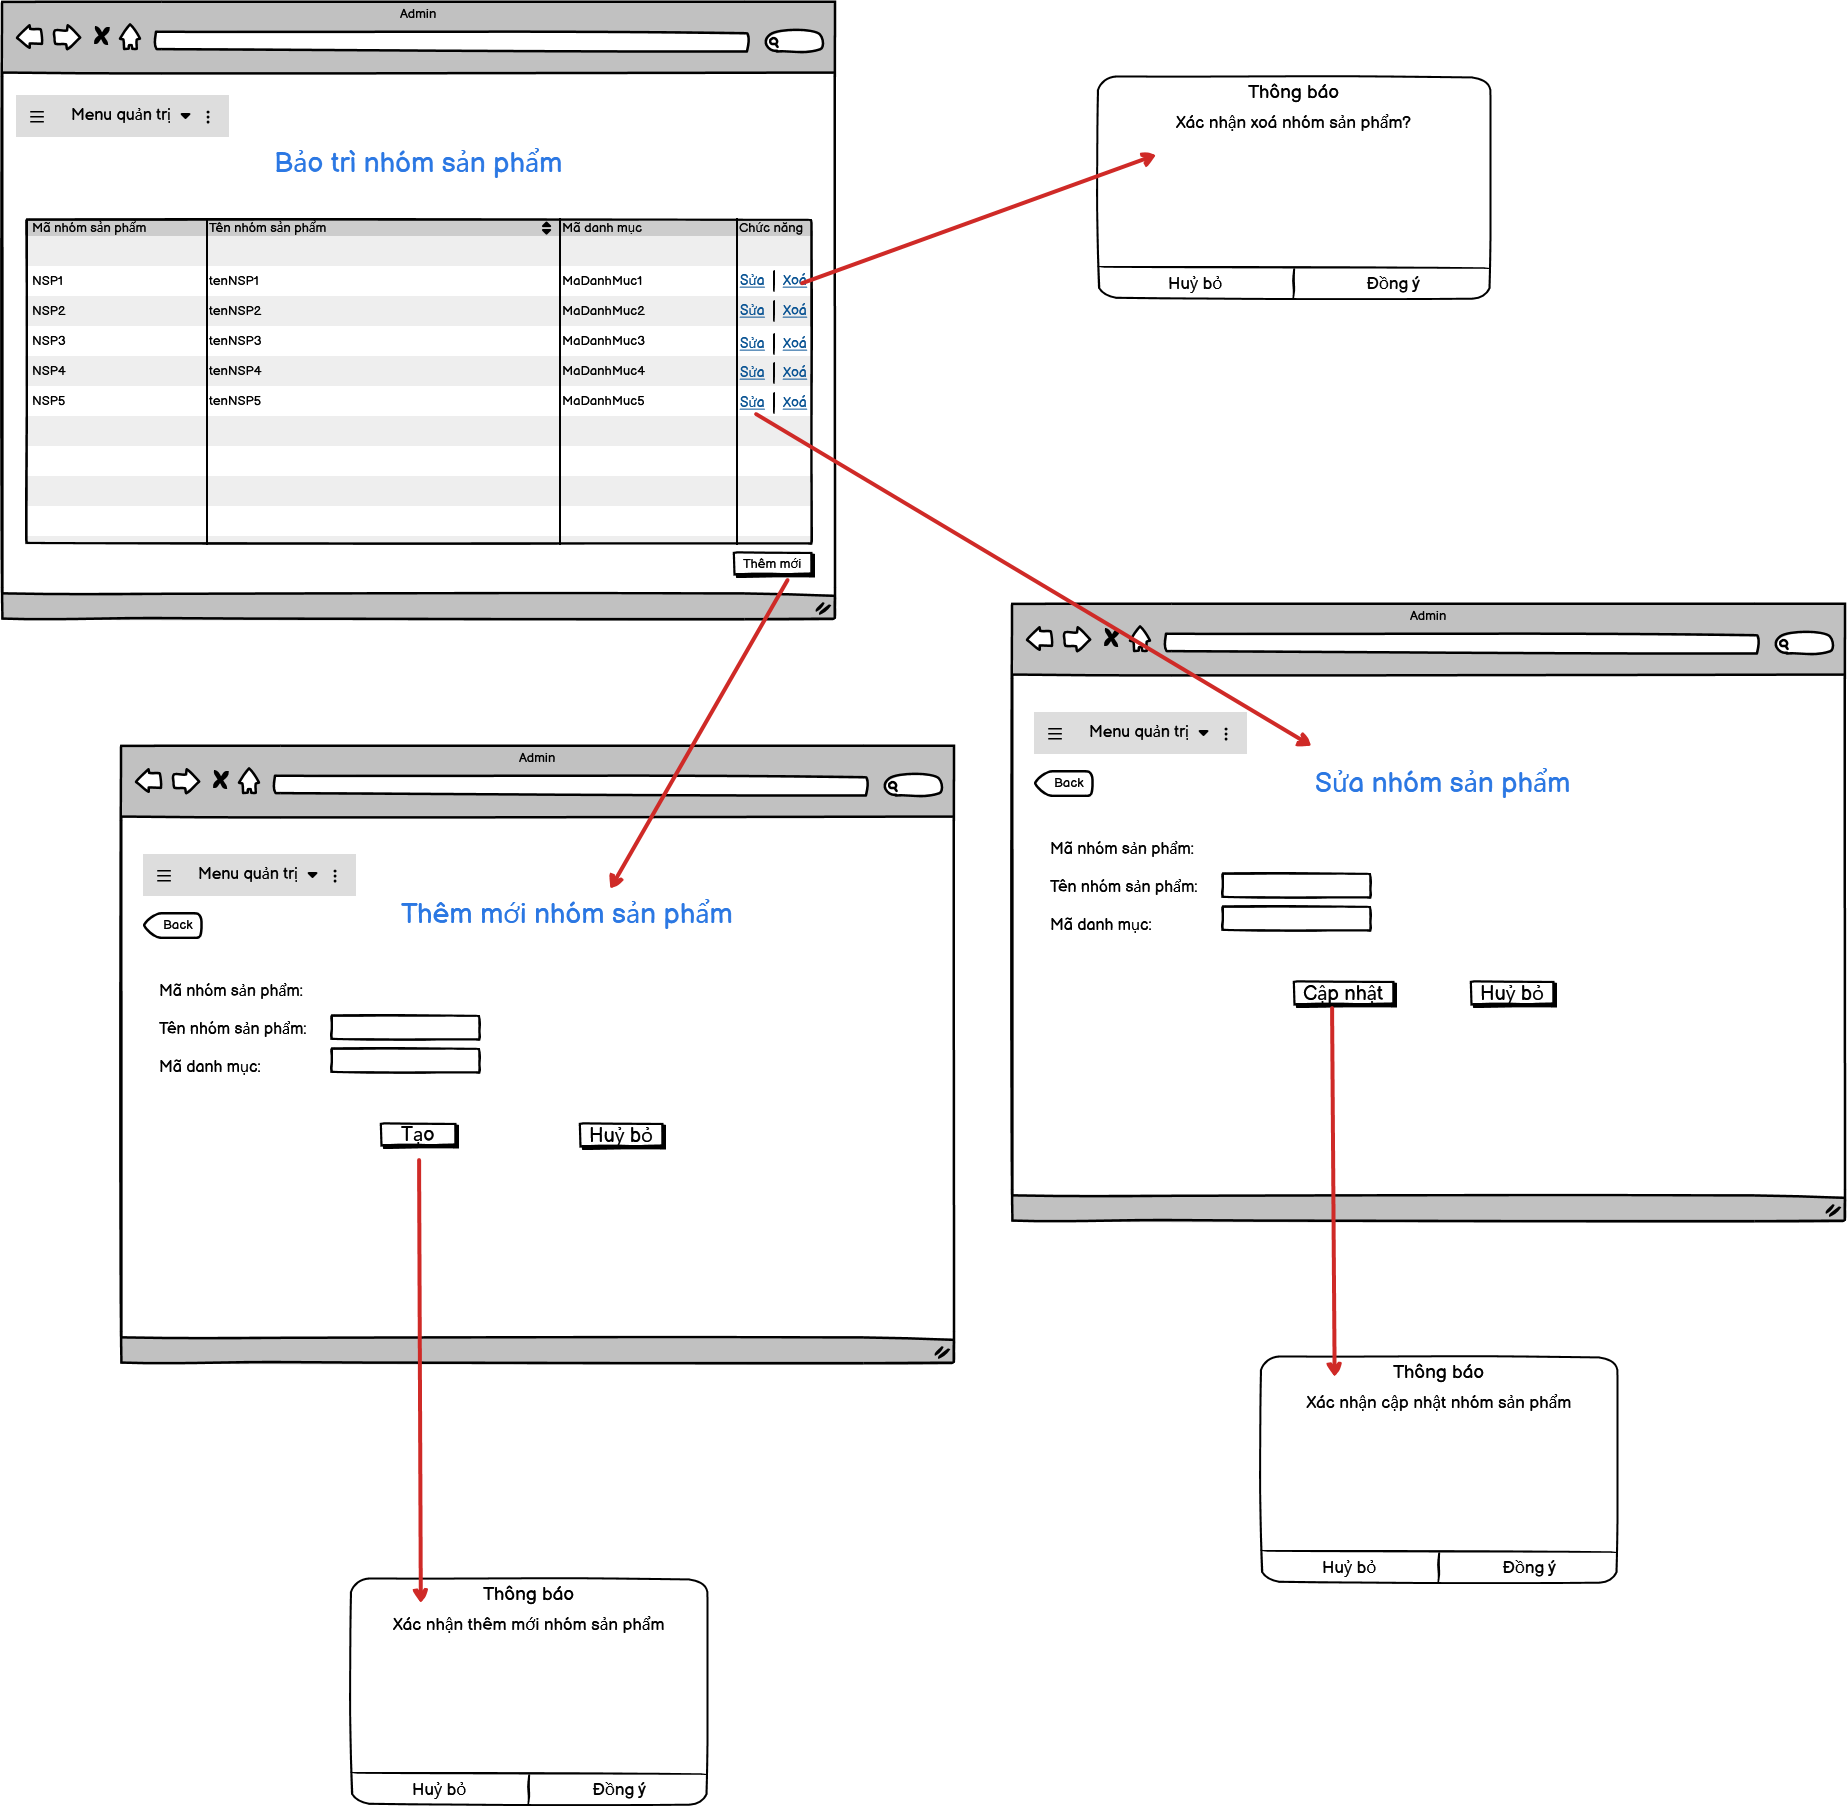 Admin
Menu quản trị
Bảo trì nhóm sản phẩm
Mã nhóm sản phẩm Tên nhóm sản phẩm Mã danh mục Chức năng
NSP1 tenNSP1 MaDanhMuc1 Sửa Xoá
NSP2 tenNSP2 MaDanhMuc2 Sửa Xoá
NSP3 tenNSP3 MaDanhMuc3 Sửa Xoá
NSP4 tenNSP4 MaDanhMuc4 Sửa Xoá
NSP5 tenNSP5 MaDanhMuc5 Sửa Xoá
Thêm mới
Thông báo
Xác nhận xoá nhóm sản phẩm?
Huỷ bỏ Đồng ý
Admin
Menu quản trị
Back
Sửa nhóm sản phẩm
Mã nhóm sản phẩm:
Tên nhóm sản phẩm:
Mã danh mục:
Cập nhật Huỷ bỏ
Admin
Menu quản trị
Back
Thêm mới nhóm sản phẩm
Mã nhóm sản phẩm:
Tên nhóm sản phẩm:
Mã danh mục:
Tạo Huỷ bỏ
Thông báo
Xác nhận cập nhật nhóm sản phẩm
Huỷ bỏ Đồng ý
Thông báo
Xác nhận thêm mới nhóm sản phẩm
Huỷ bỏ Đồng ý